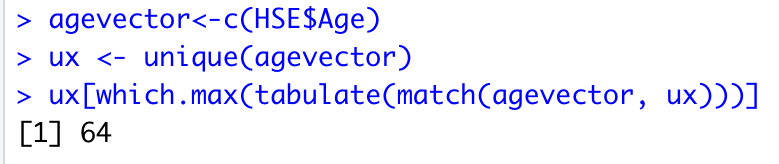 > agevector<-c(HSE$Age)
> ux <- unique(agevector)
> ux[which.max(tabulate(match(agevector, ux)))]
[1] 64